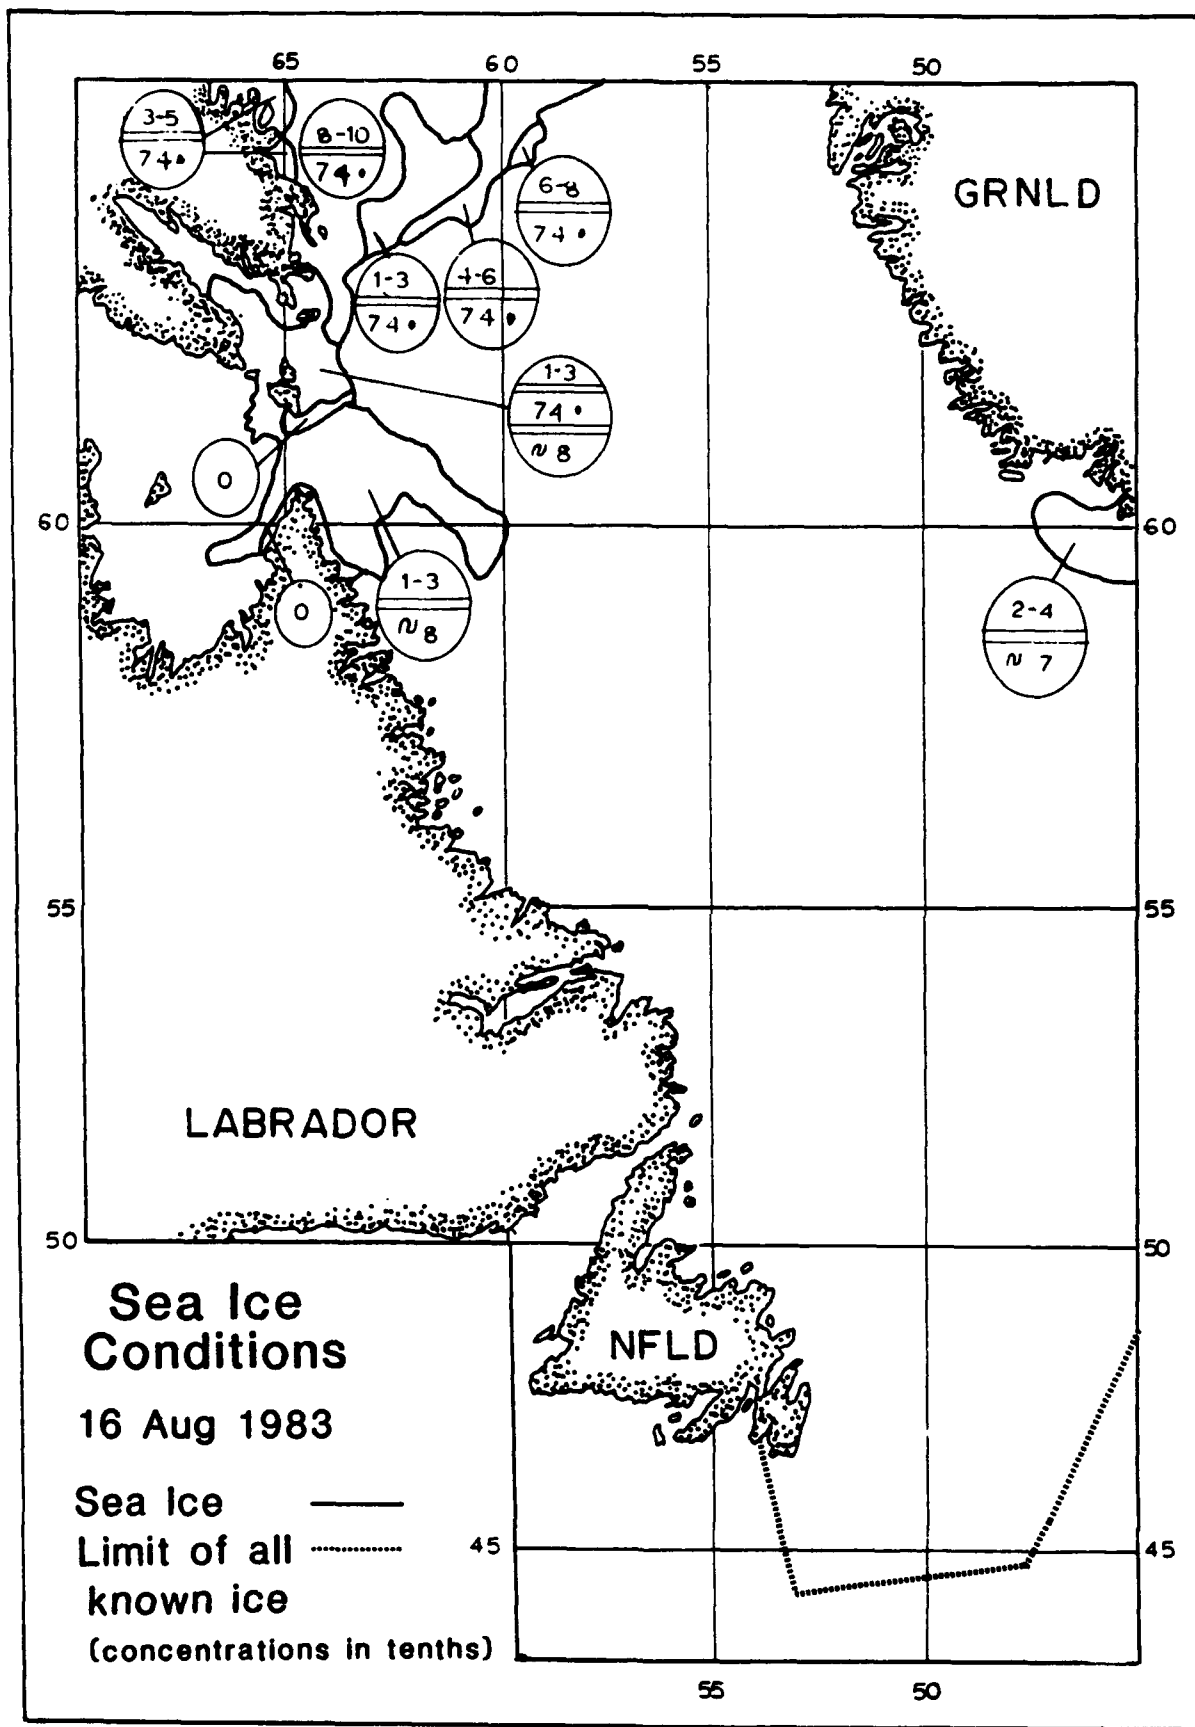 65 60 55 50
3-5
74•
8-10
74•
6-8
74•
GRNLD
1-3
74•
4-6
74•
1-3
74•
~8
0
60 60
1-3
~8
0
2-4
~7
55 55
LABRADOR
50 50
Sea Ice
Conditions
NFLD
16 Aug 1983
Sea Ice
Limit of all
45 45
known ice
(concentrations in tenths)
55 50